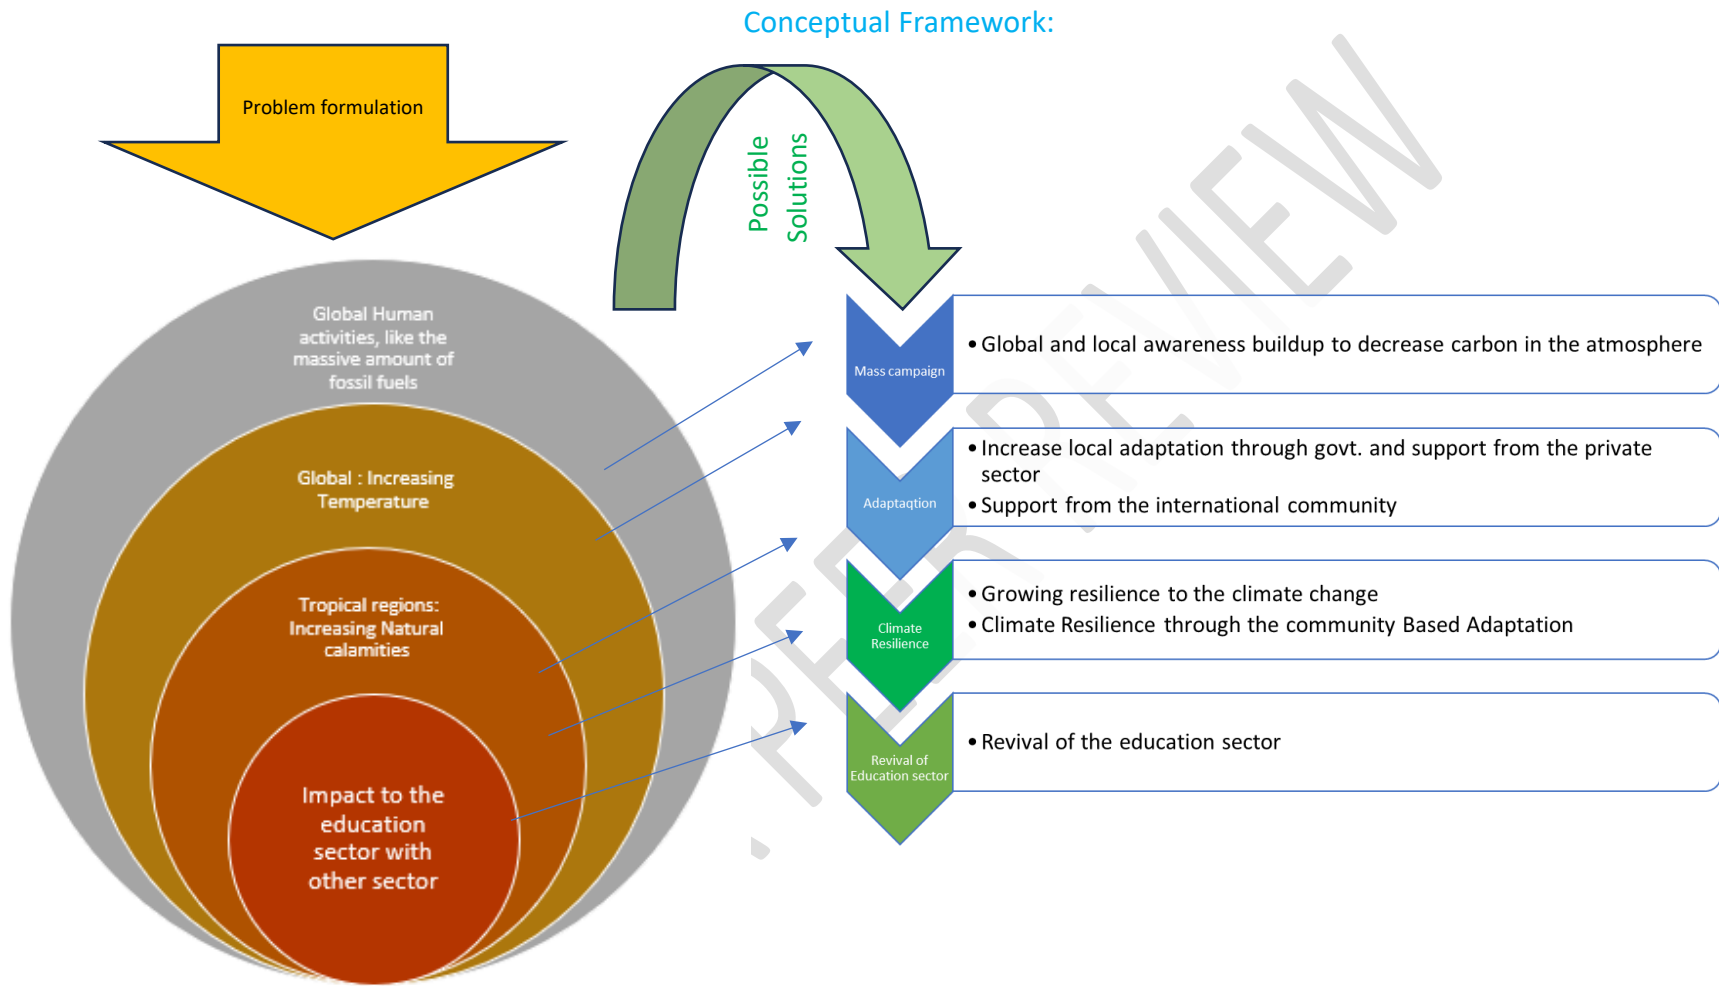 Conceptual Framework:
Problem formulation
Possible
Solutions
Global Human
activities, like the
massive amount of
fossil fuels
Global : Increasing
Temperature
Tropical regions:
Increasing Natural
calamities
Impact to the
education
sector with
other sector
Mass campaign
• Global and local awareness buildup to decrease carbon in the atmosphere
Adaptaqtion
• Increase local adaptation through govt. and support from the private
sector
• Support from the international community
Climate
Resilience
• Growing resilience to the climate change
• Climate Resilience through the community Based Adaptation
Revival of
Education sector
• Revival of the education sector
PEER REVIEW